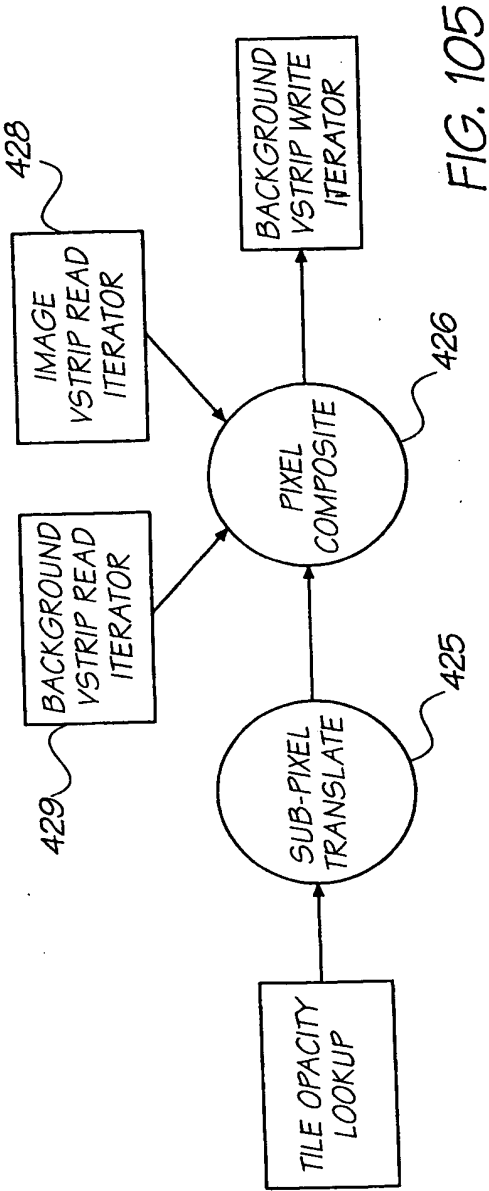 429
BACKGROUND
VSTRIP READ
ITERATOR
428
IMAGE
VSTRIP READ
ITERATOR
TILE OPACITY
LOOKUP
SUB-PIXEL
TRANSLATE
425
PIXEL
COMPOSITE
426
BACKGROUND
VSTRIP WRITE
ITERATOR
FIG. 105